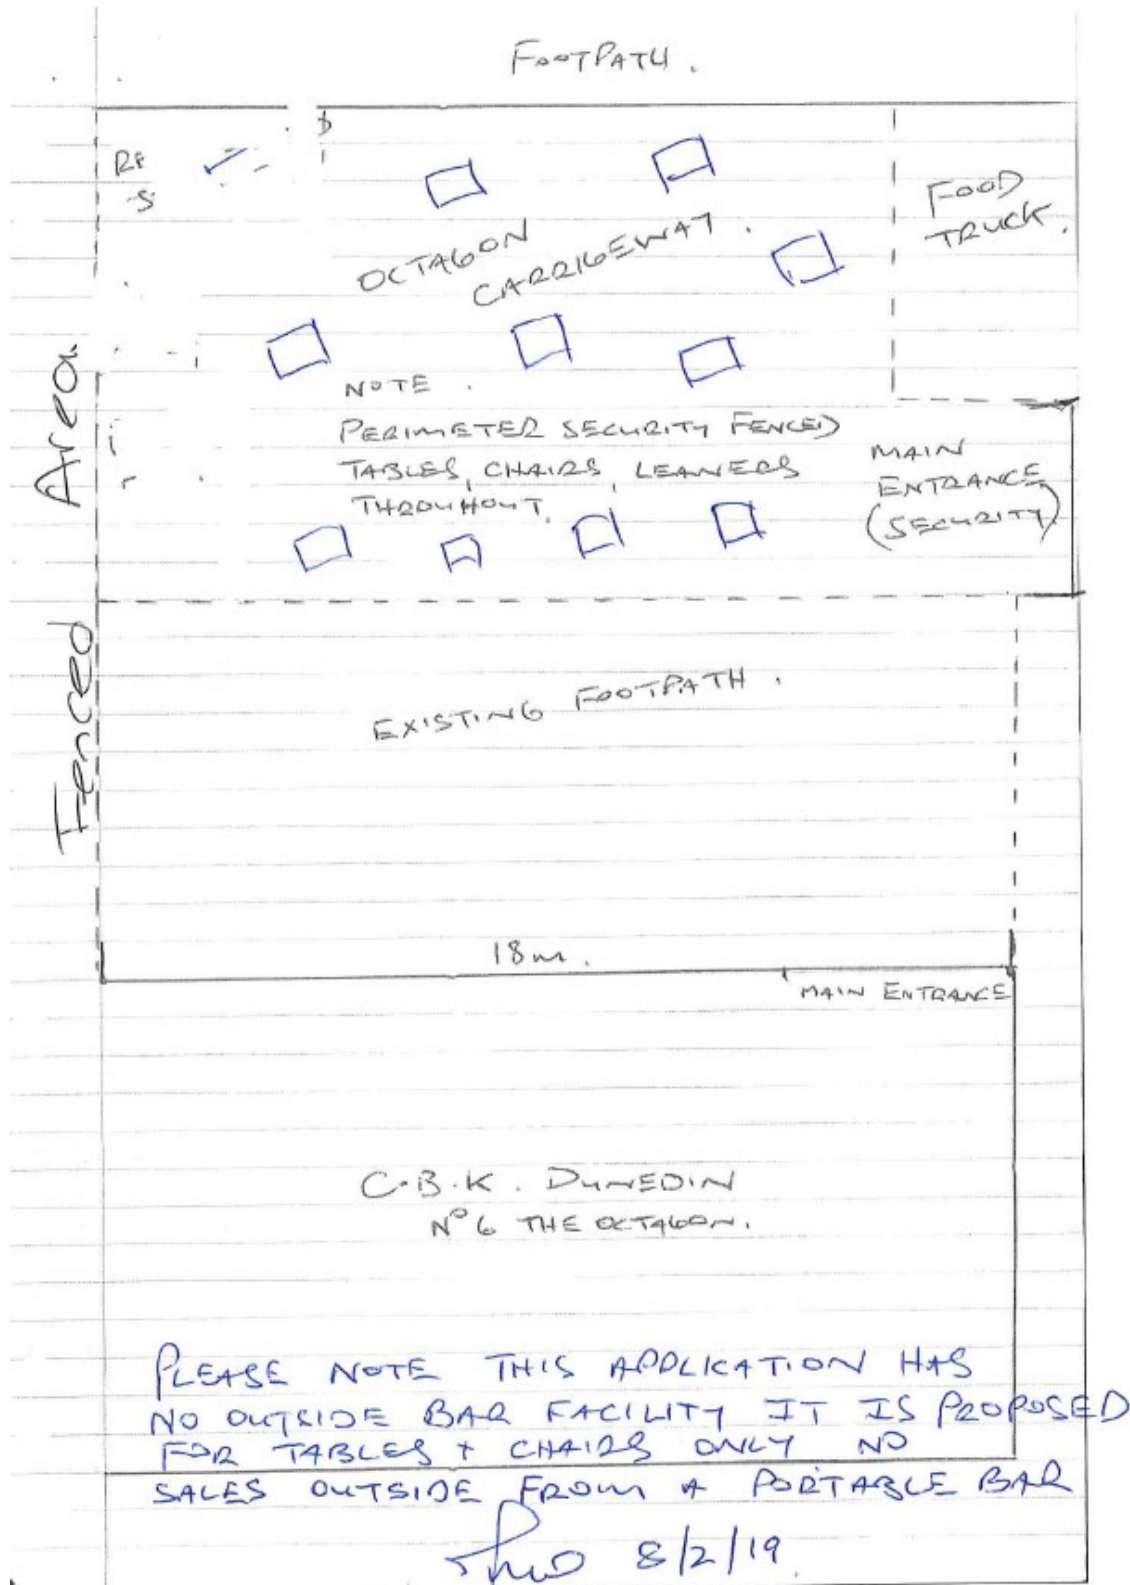 FOOTPATH.
OCTAGON
CARRIGEWAY.
FOOD
TRUCK.
Fenced Area
NOTE.
PERIMETER SECURITY FENCED
TABLES, CHAIRS, LEANERS
THROUHOUT.
MAIN
ENTRANCE
(SECURITY)
EXISTING FOOTPATH.
18m.
MAIN ENTRANCE
C.B.K. DUNEDIN
Nº 6 THE OCTAGON.
PLEASE NOTE THIS APPLICATION HAS
NO OUTSIDE BAR FACILITY IT IS PROPOSED
FOR TABLES + CHAIRS ONLY NO
SALES OUTSIDE FROM A PORTABLE BAR
8/2/19